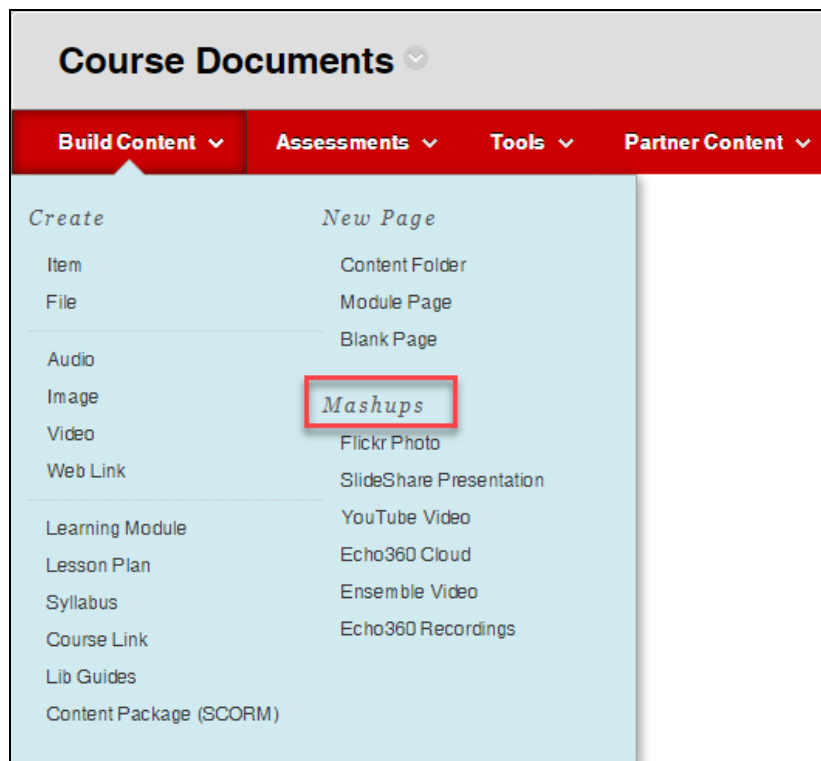 Course Documents
Build Content
Assessments
Tools
Partner Content
Create
Item
File
Audio
Image
Video
Web Link
Learning Module
Lesson Plan
Syllabus
Course Link
Lib Guides
Content Package (SCORM)
New Page
Content Folder
Module Page
Blank Page
Mashups
Flickr Photo
SlideShare Presentation
YouTube Video
Echo360 Cloud
Ensemble Video
Echo360 Recordings